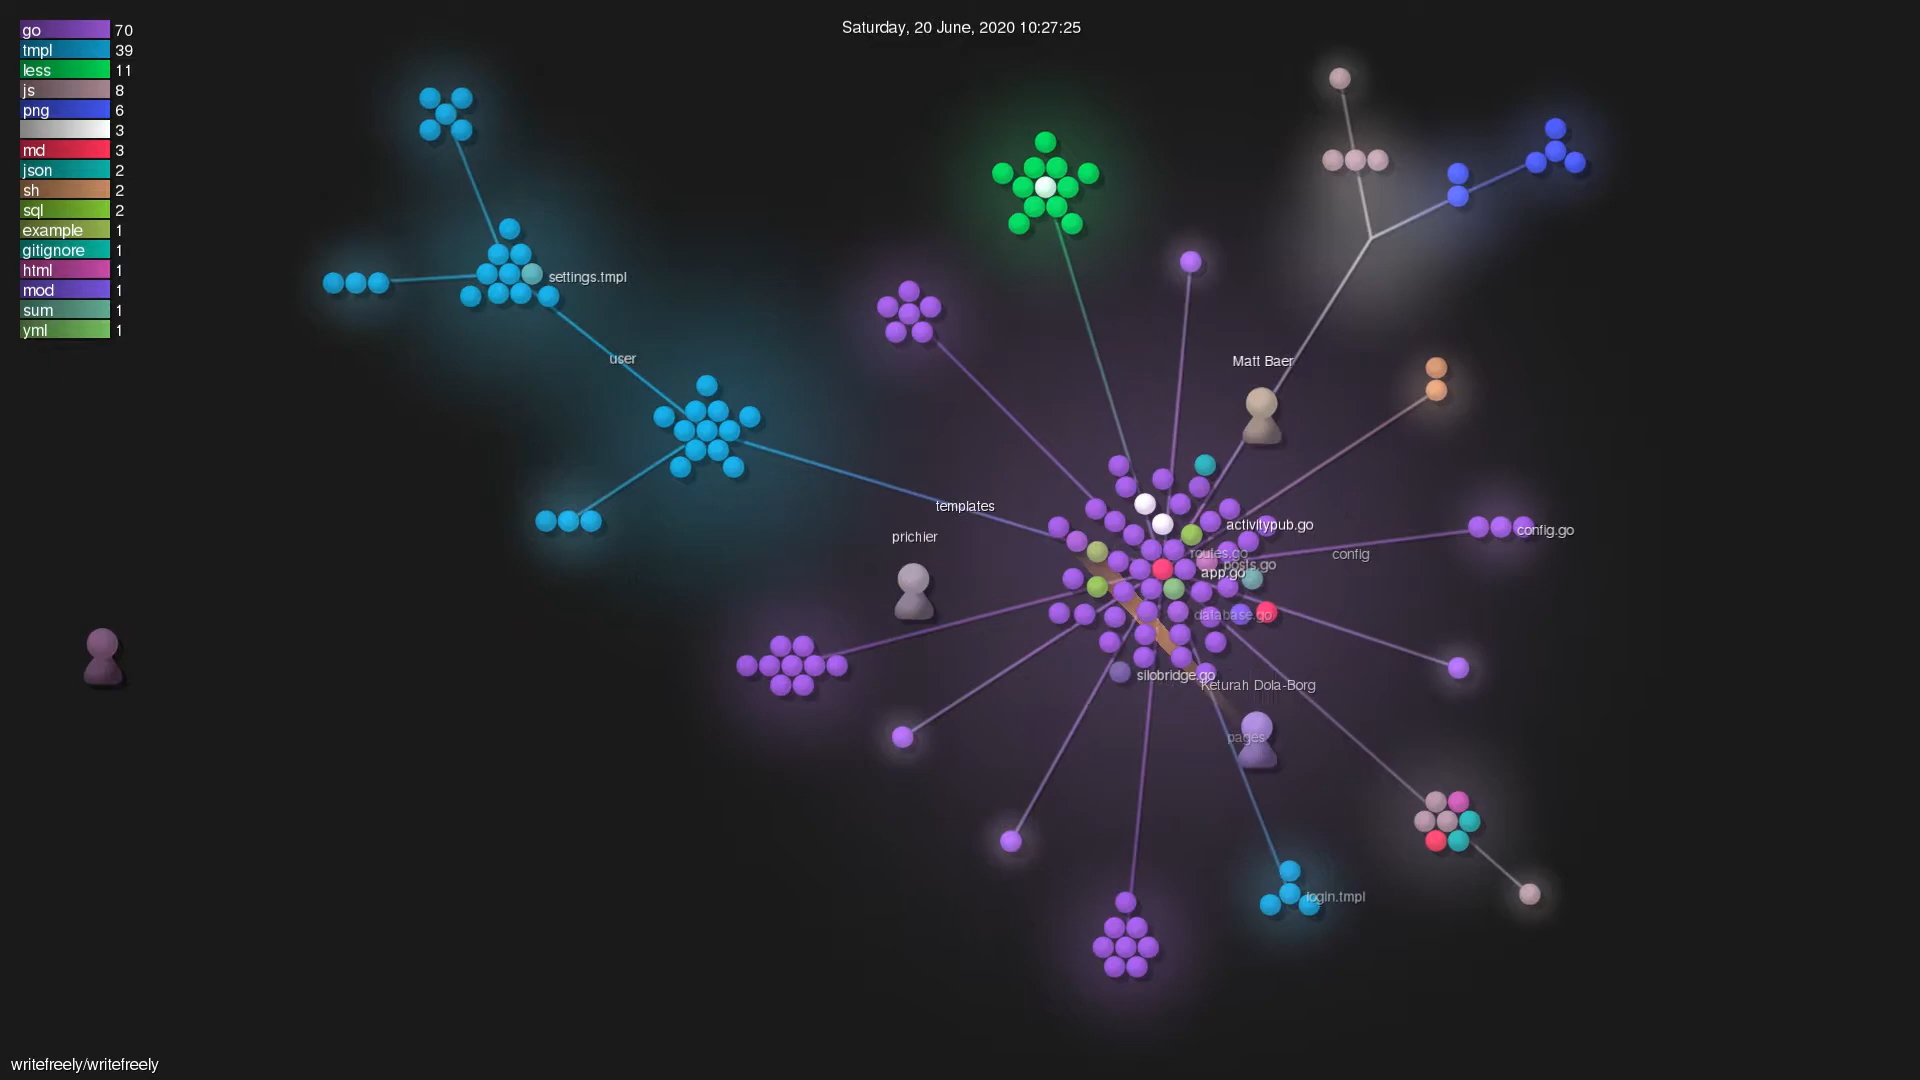 Saturday, 20 June, 2020 10:27:25
go 70
tmpl 39
less 11
js 8
png 6
3
md 3
json 2
sh 2
sql 2
example 1
gitignore 1
html 1
mod 1
sum 1
yml 1
settings.tmpl
user
Matt Baer
templates
activitypub.go
config.go
prichier
routes.go
config
posts.go
app.go
database.go
silobridge.go
Keturah Dola-Borg
pages
login.tmpl
writefreely/writefreely